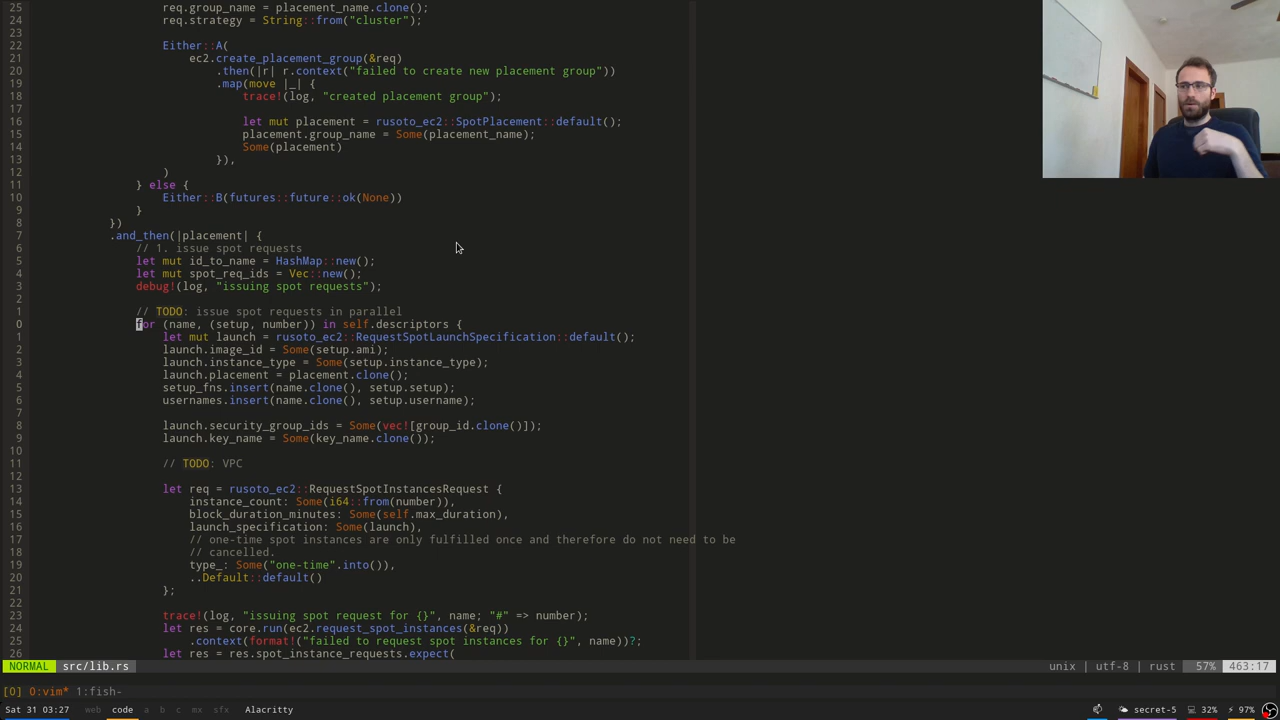 25 req.group_name = placement_name.clone();
24 req.strategy = String::from("cluster");
23
22 Either::A(
21 ec2.create_placement_group(&req)
20 .then(|r| r.context("failed to create new placement group"))
19 .map(move |_| {
18 trace!(log, "created placement group");
17
16 let mut placement = rusoto_ec2::SpotPlacement::default();
15 placement.group_name = Some(placement_name);
14 Some(placement)
13 }),
12 )
11 } else {
10 Either::B(futures::future::ok(None))
9 }
8 })
7 .and_then(|placement| {
6 // 1. issue spot requests
5 let mut id_to_name = HashMap::new();
4 let mut spot_req_ids = Vec::new();
3 debug!(log, "issuing spot requests");
2
1 // TODO: issue spot requests in parallel
0 for (name, (setup, number)) in self.descriptors {
1 let mut launch = rusoto_ec2::RequestSpotLaunchSpecification::default();
2 launch.image_id = Some(setup.ami);
3 launch.instance_type = Some(setup.instance_type);
4 launch.placement = placement.clone();
5 setup_fns.insert(name.clone(), setup.setup);
6 usernames.insert(name.clone(), setup.username);
7
8 launch.security_group_ids = Some(vec![group_id.clone()]);
9 launch.key_name = Some(key_name.clone());
10
11 // TODO: VPC
12
13 let req = rusoto_ec2::RequestSpotInstancesRequest {
14 instance_count: Some(i64::from(number)),
15 block_duration_minutes: Some(self.max_duration),
16 launch_specification: Some(launch),
17 // one-time spot instances are only fulfilled once and therefore do not need to be
18 // cancelled.
19 type_: Some("one-time".into()),
20 ..Default::default()
21 };
22
23 trace!(log, "issuing spot request for {}", name; "#" => number);
24 let res = core.run(ec2.request_spot_instances(&req))
25 .context(format!("failed to request spot instances for {}", name))?;
26 let res = res.spot_instance_requests.expect(
NORMAL src/lib.rs unix | utf-8 | rust 57% 463:17
[0] 0:vim* 1:fish-
Sat 31 03:27 web code a b c mx sfx Alacritty secret-5 32% 97%